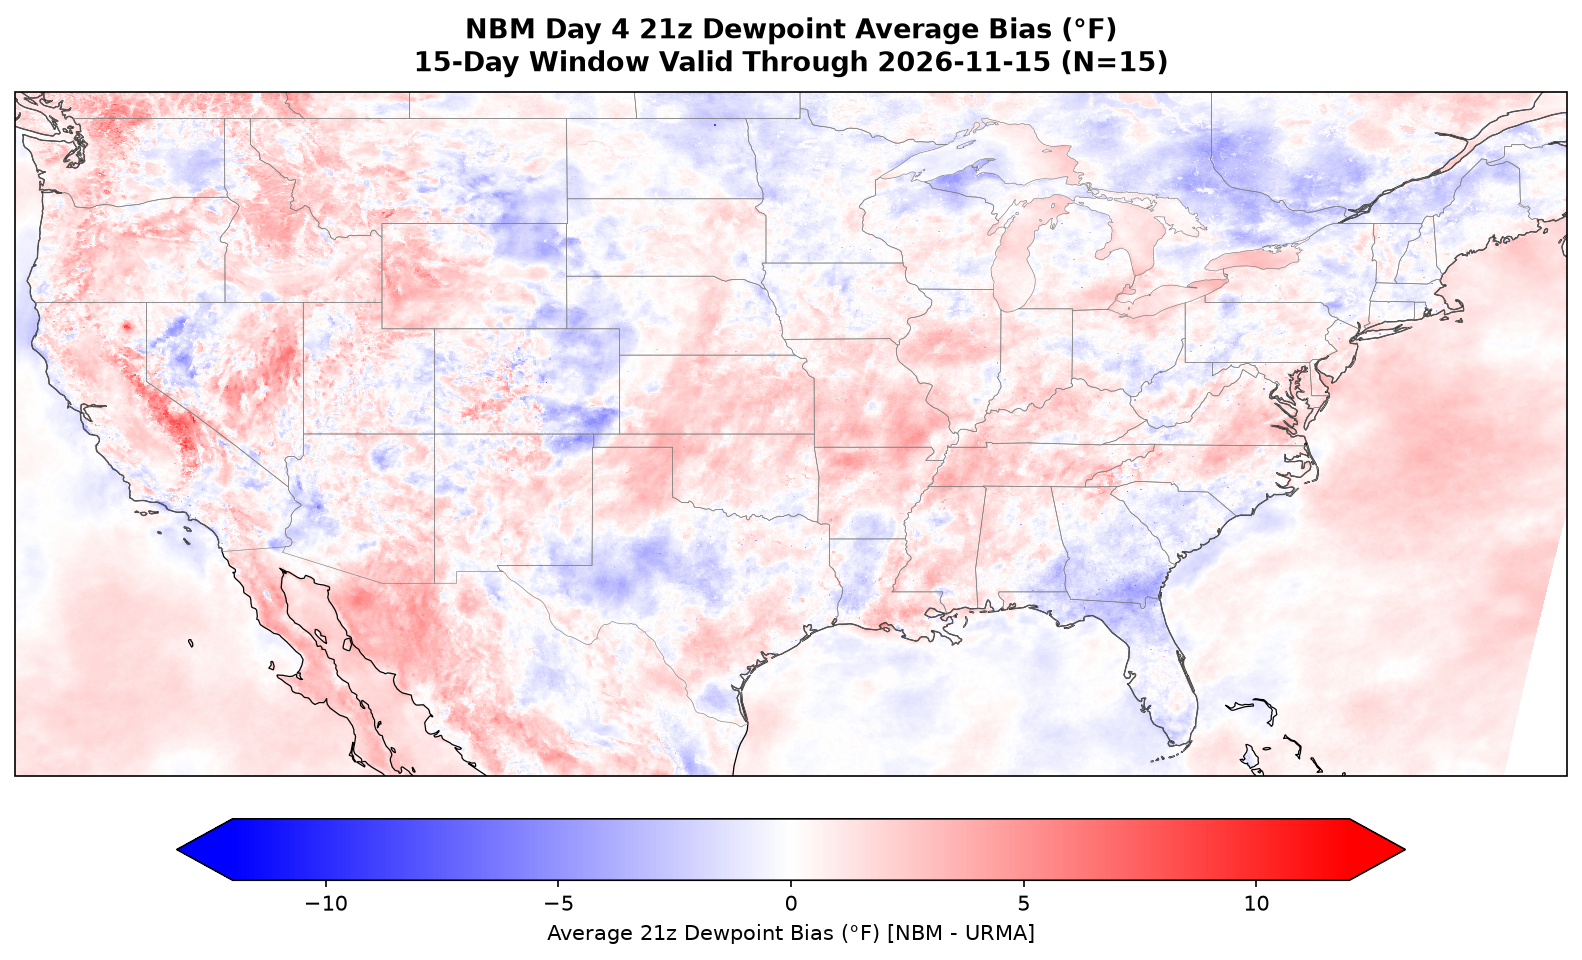 NBM Day 4 21z Dewpoint Average Bias (°F)
15-Day Window Valid Through 2026-11-15 (N=15)
−10 −5 0 5 10
Average 21z Dewpoint Bias (°F) [NBM - URMA]